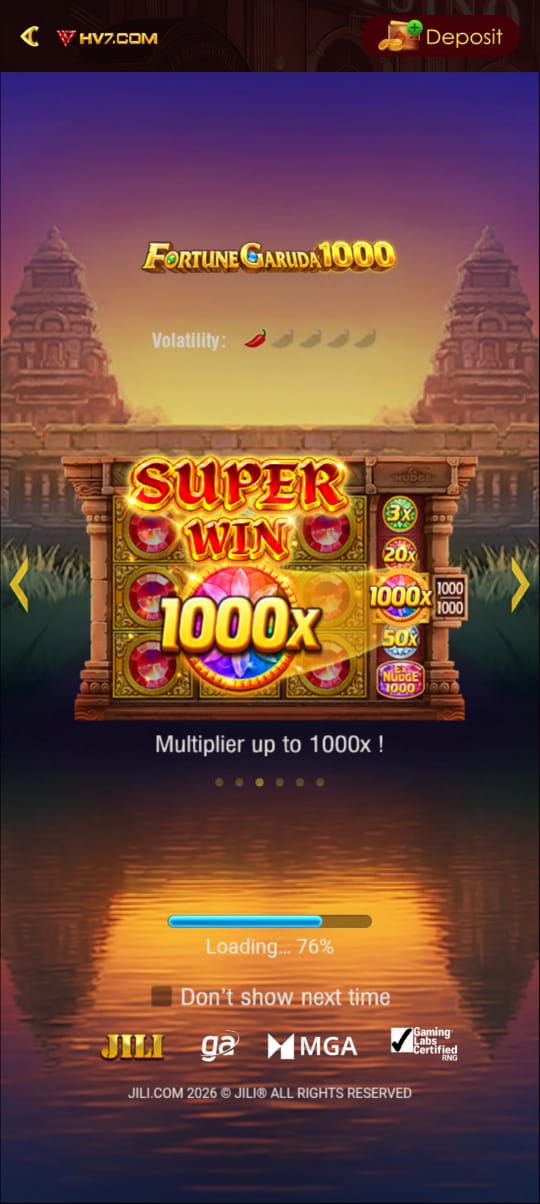 HV7.COM
Deposit
FORTUNE GARUDA 1000
Volatility:
NUDGE
SUPER
WIN
3X
20X
1000X
1000X
1000
1000
50X
EX
NUDGE
1000
Multiplier up to 1000x !
Loading... 76%
Don't show next time
JILI
ga
MGA
Gaming
Labs
Certified
RNG
JILI.COM 2026 © JILI® ALL RIGHTS RESERVED